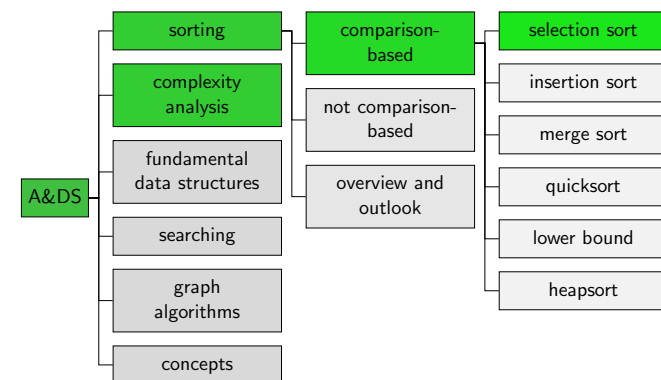 A&DS
sorting
complexity
analysis
fundamental
data structures
searching
graph
algorithms
concepts
comparison-
based
not comparison-
based
overview and
outlook
selection sort
insertion sort
merge sort
quicksort
lower bound
heapsort